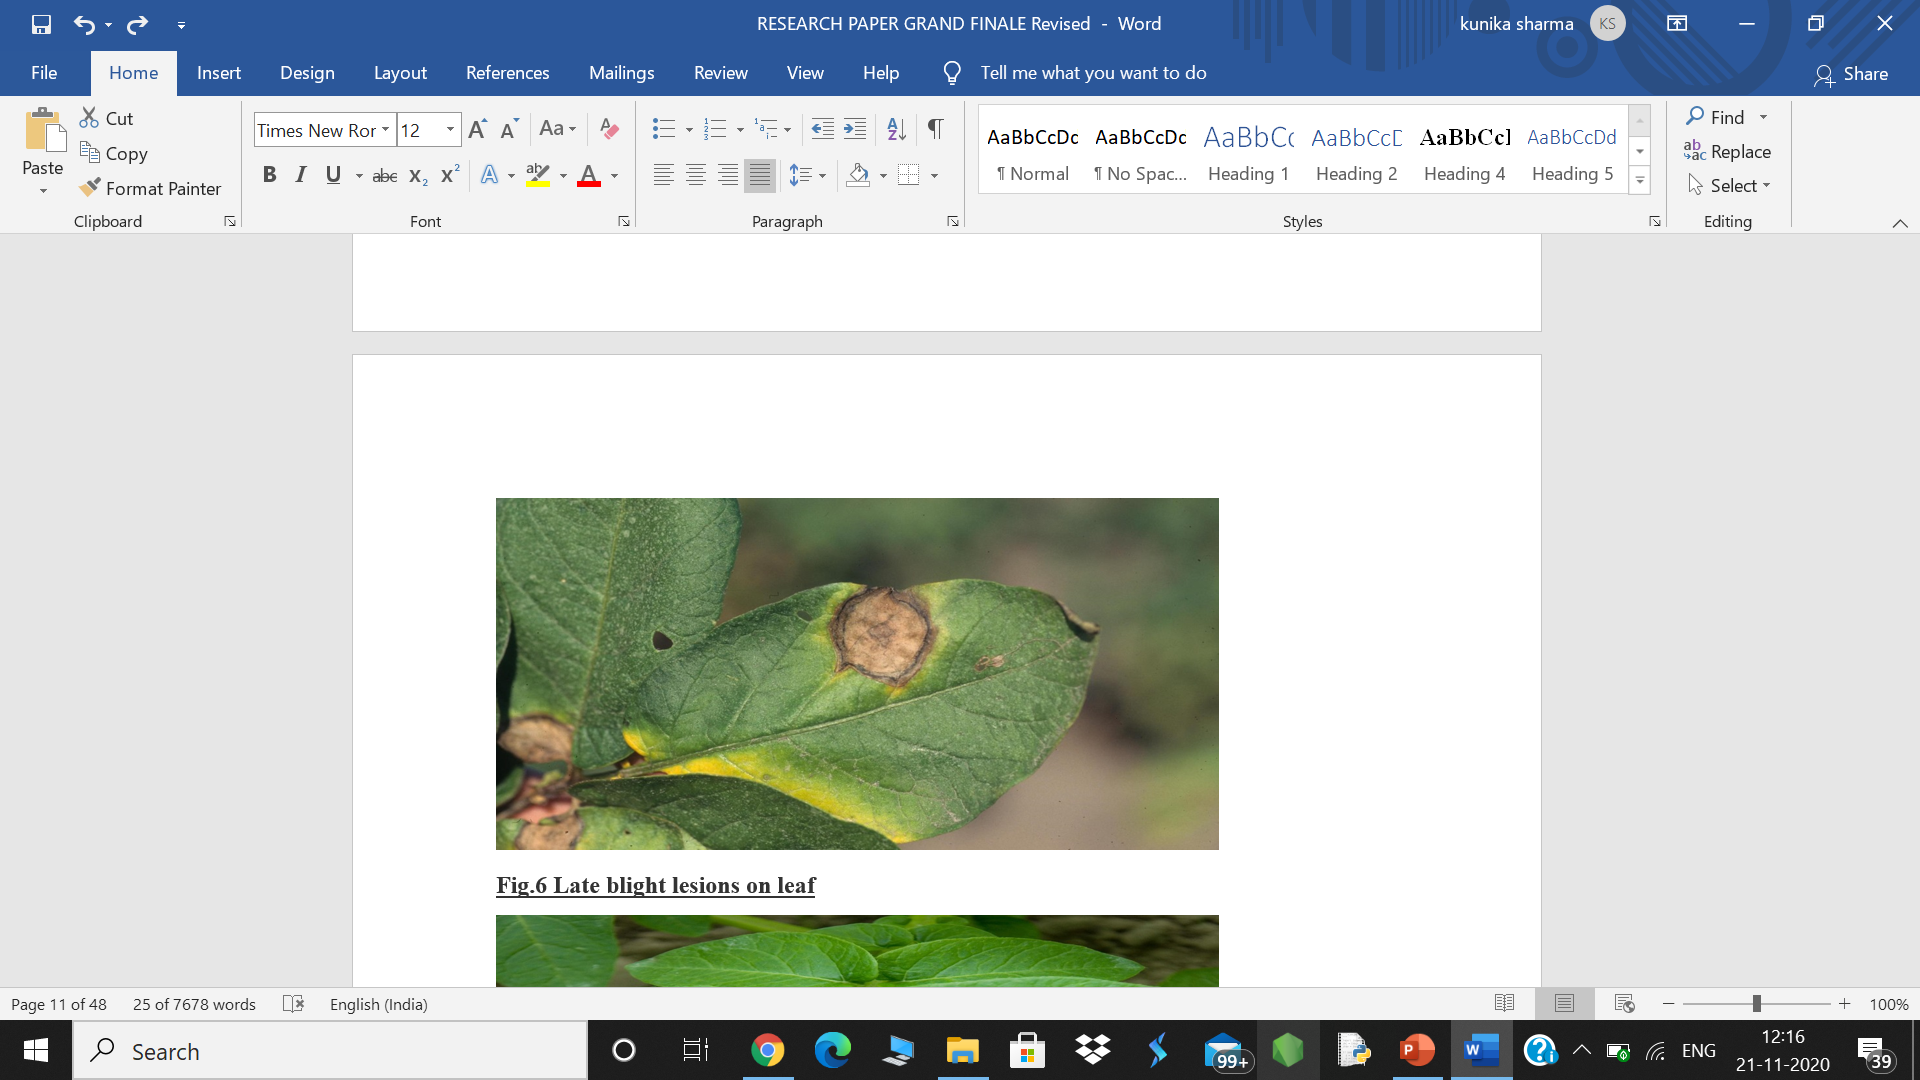 RESEARCH PAPER GRAND FINALE Revised - Word
kunika sharma KS
File Home Insert Design Layout References Mailings Review View Help Tell me what you want to do Share
Paste
Cut
Copy
Format Painter
Clipboard
Times New Ror 12 Aa
B I U abc X₂ X² A ab A
Font
Paragraph
AaBbCcDc AaBbCcDc AaBbCc AaBbCcD AaBbCcI AaBbCcDd
¶ Normal ¶ No Spac... Heading 1 Heading 2 Heading 4 Heading 5
Styles
Find
Replace
Select
Editing
Fig.6 Late blight lesions on leaf
Page 11 of 48 25 of 7678 words English (India) 100%
Search
99+
ENG
12:16
21-11-2020
39